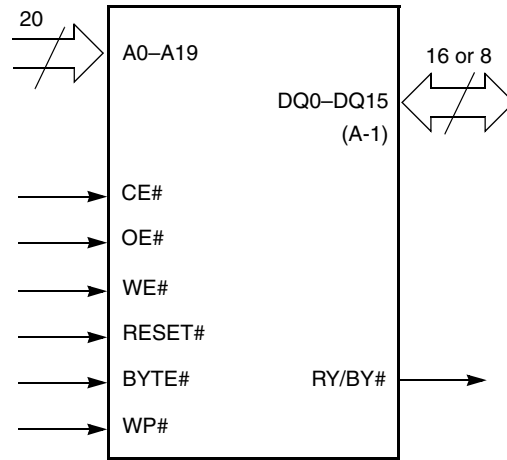 20
A0–A19
16 or 8
DQ0–DQ15
(A-1)
CE#
OE#
WE#
RESET#
BYTE#
RY/BY#
WP#